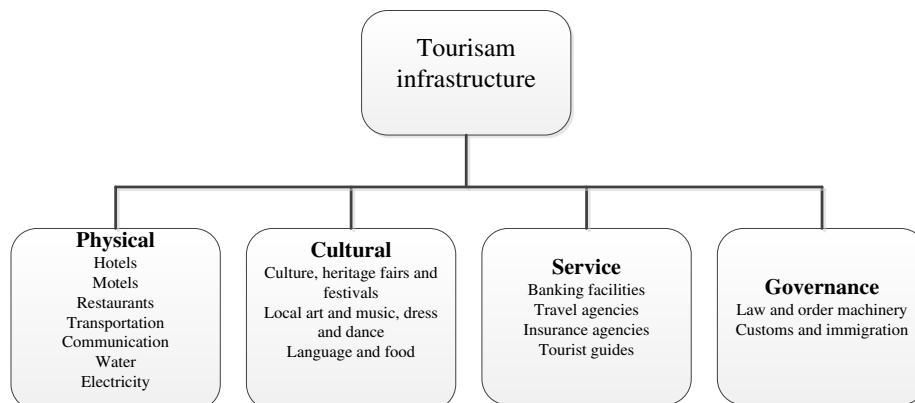 Tourisam
infrastructure
Physical
Hotels
Motels
Restaurants
Transportation
Communication
Water
Electricity
Cultural
Culture, heritage fairs and
festivals
Local art and music, dress
and dance
Language and food
Service
Banking facilities
Travel agencies
Insurance agencies
Tourist guides
Governance
Law and order machinery
Customs and immigration